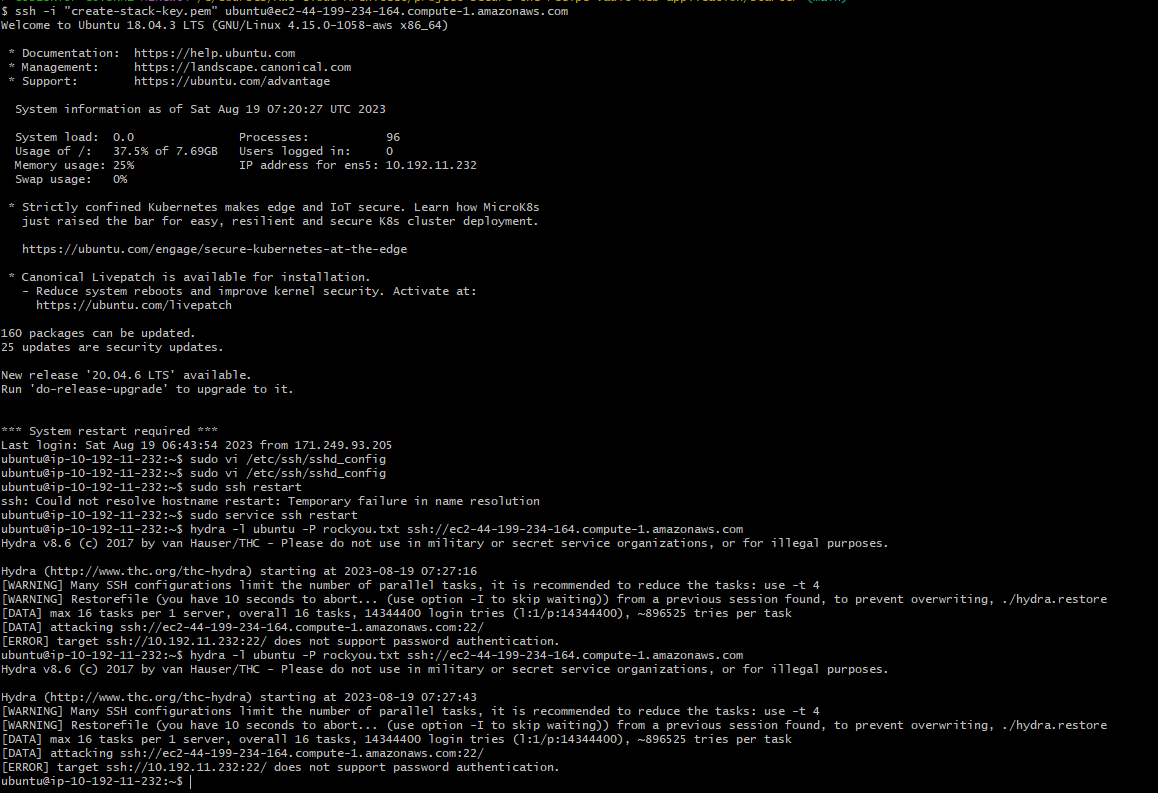 $ ssh -i "create-stack-key.pem" ubuntu@ec2-44-199-234-164.compute-1.amazonaws.com
Welcome to Ubuntu 18.04.3 LTS (GNU/Linux 4.15.0-1058-aws x86_64)
* Documentation:  https://help.ubuntu.com
* Management:     https://landscape.canonical.com
* Support:        https://ubuntu.com/advantage
System information as of Sat Aug 19 07:20:27 UTC 2023
System load:  0.0               Processes:           96
Usage of /:   37.5% of 7.69GB   Users logged in:     0
Memory usage: 25%               IP address for ens5: 10.192.11.232
Swap usage:   0%
* Strictly confined Kubernetes makes edge and IoT secure. Learn how MicroK8s
just raised the bar for easy, resilient and secure K8s cluster deployment.
https://ubuntu.com/engage/secure-kubernetes-at-the-edge
* Canonical Livepatch is available for installation.
- Reduce system reboots and improve kernel security. Activate at:
https://ubuntu.com/livepatch
160 packages can be updated.
25 updates are security updates.
New release '20.04.6 LTS' available.
Run 'do-release-upgrade' to upgrade to it.
*** System restart required ***
Last login: Sat Aug 19 06:43:54 2023 from 171.249.93.205
ubuntu@ip-10-192-11-232:~$ sudo vi /etc/ssh/sshd_config
ubuntu@ip-10-192-11-232:~$ sudo vi /etc/ssh/sshd_config
ubuntu@ip-10-192-11-232:~$ sudo ssh restart
ssh: Could not resolve hostname restart: Temporary failure in name resolution
ubuntu@ip-10-192-11-232:~$ sudo service ssh restart
ubuntu@ip-10-192-11-232:~$ hydra -l ubuntu -P rockyou.txt ssh://ec2-44-199-234-164.compute-1.amazonaws.com
Hydra v8.6 (c) 2017 by van Hauser/THC - Please do not use in military or secret service organizations, or for illegal purposes.
Hydra (http://www.thc.org/thc-hydra) starting at 2023-08-19 07:27:16
[WARNING] Many SSH configurations limit the number of parallel tasks, it is recommended to reduce the tasks: use -t 4
[WARNING] Restorefile (you have 10 seconds to abort... (use option -I to skip waiting)) from a previous session found, to prevent overwriting, ./hydra.restore
[DATA] max 16 tasks per 1 server, overall 16 tasks, 14344400 login tries (l:1/p:14344400), ~896525 tries per task
[DATA] attacking ssh://ec2-44-199-234-164.compute-1.amazonaws.com:22/
[ERROR] target ssh://10.192.11.232:22/ does not support password authentication.
ubuntu@ip-10-192-11-232:~$ hydra -l ubuntu -P rockyou.txt ssh://ec2-44-199-234-164.compute-1.amazonaws.com
Hydra v8.6 (c) 2017 by van Hauser/THC - Please do not use in military or secret service organizations, or for illegal purposes.
Hydra (http://www.thc.org/thc-hydra) starting at 2023-08-19 07:27:43
[WARNING] Many SSH configurations limit the number of parallel tasks, it is recommended to reduce the tasks: use -t 4
[WARNING] Restorefile (you have 10 seconds to abort... (use option -I to skip waiting)) from a previous session found, to prevent overwriting, ./hydra.restore
[DATA] max 16 tasks per 1 server, overall 16 tasks, 14344400 login tries (l:1/p:14344400), ~896525 tries per task
[DATA] attacking ssh://ec2-44-199-234-164.compute-1.amazonaws.com:22/
[ERROR] target ssh://10.192.11.232:22/ does not support password authentication.
ubuntu@ip-10-192-11-232:~$